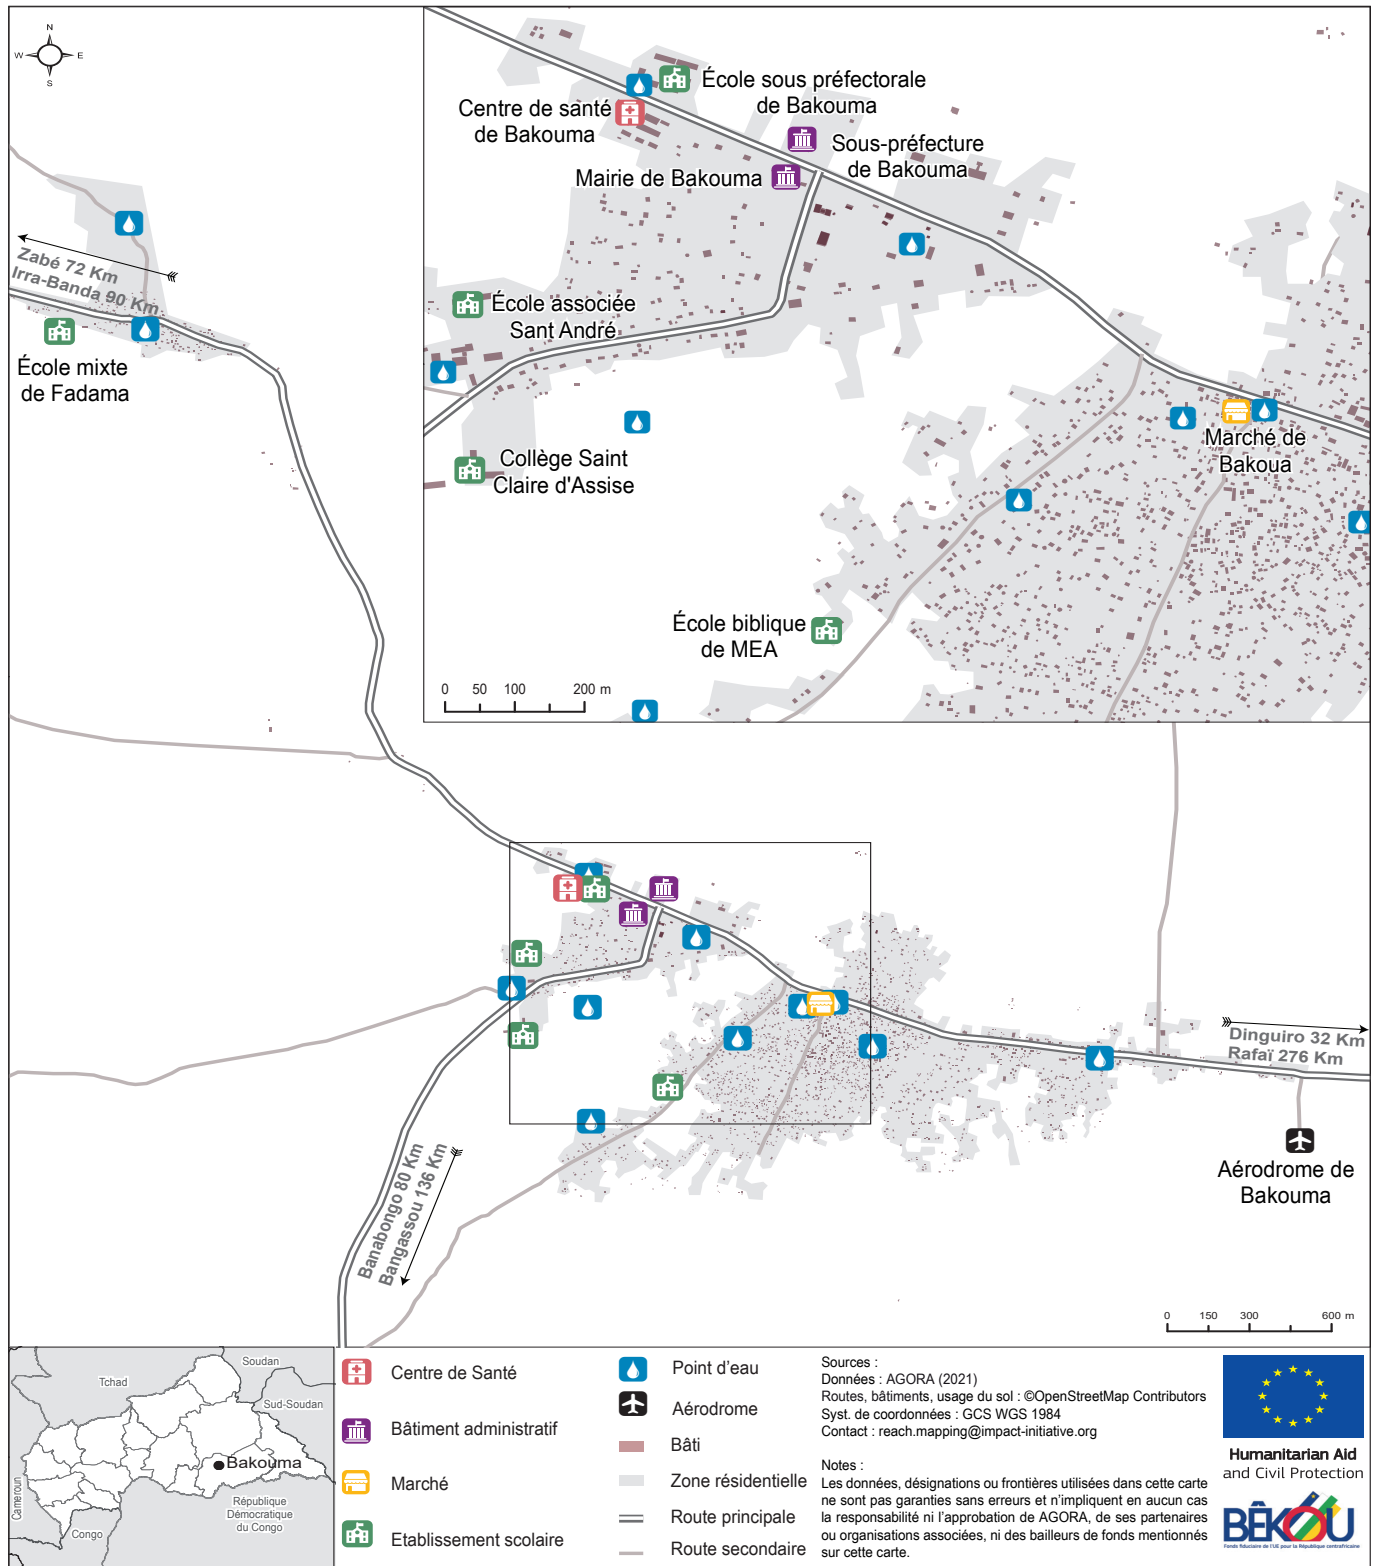 N
W
E
S
École sous préfectorale
de Bakouma
Centre de santé
de Bakouma
Sous-préfecture
de Bakouma
Mairie de Bakouma
Zabé 72 Km
Irra-Banda 90 Km
École associée
Sant André
École mixte
de Fadama
Marché de
Bakoua
Collège Saint
Claire d'Assise
École biblique
de MEA
0 50 100 200 m
Dinguiro 32 Km
Rafaï 276 Km
Banabongo 80 Km
Bangassou 136 Km
Aérodrome de
Bakouma
0 150 300 600 m
Soudan
Tchad
Sud-Soudan
Bakouma
Cameroun
République
Démocratique
du Congo
Congo
Centre de Santé
Bâtiment administratif
Marché
Etablissement scolaire
Point d'eau
Aérodrome
Bâti
Zone résidentielle
Route principale
Route secondaire
Sources :
Données : AGORA (2021)
Routes, bâtiments, usage du sol : ©OpenStreetMap Contributors
Syst. de coordonnées : GCS WGS 1984
Contact : reach.mapping@impact-initiative.org
Notes :
Les données, désignations ou frontières utilisées dans cette carte
ne sont pas garanties sans erreurs et n'impliquent en aucun cas
la responsabilité ni l'approbation de AGORA, de ses partenaires
ou organisations associées, ni des bailleurs de fonds mentionnés
sur cette carte.
Humanitarian Aid
and Civil Protection
BÊKOU
Fonds fiduciaire de l'UE pour la République centrafricaine